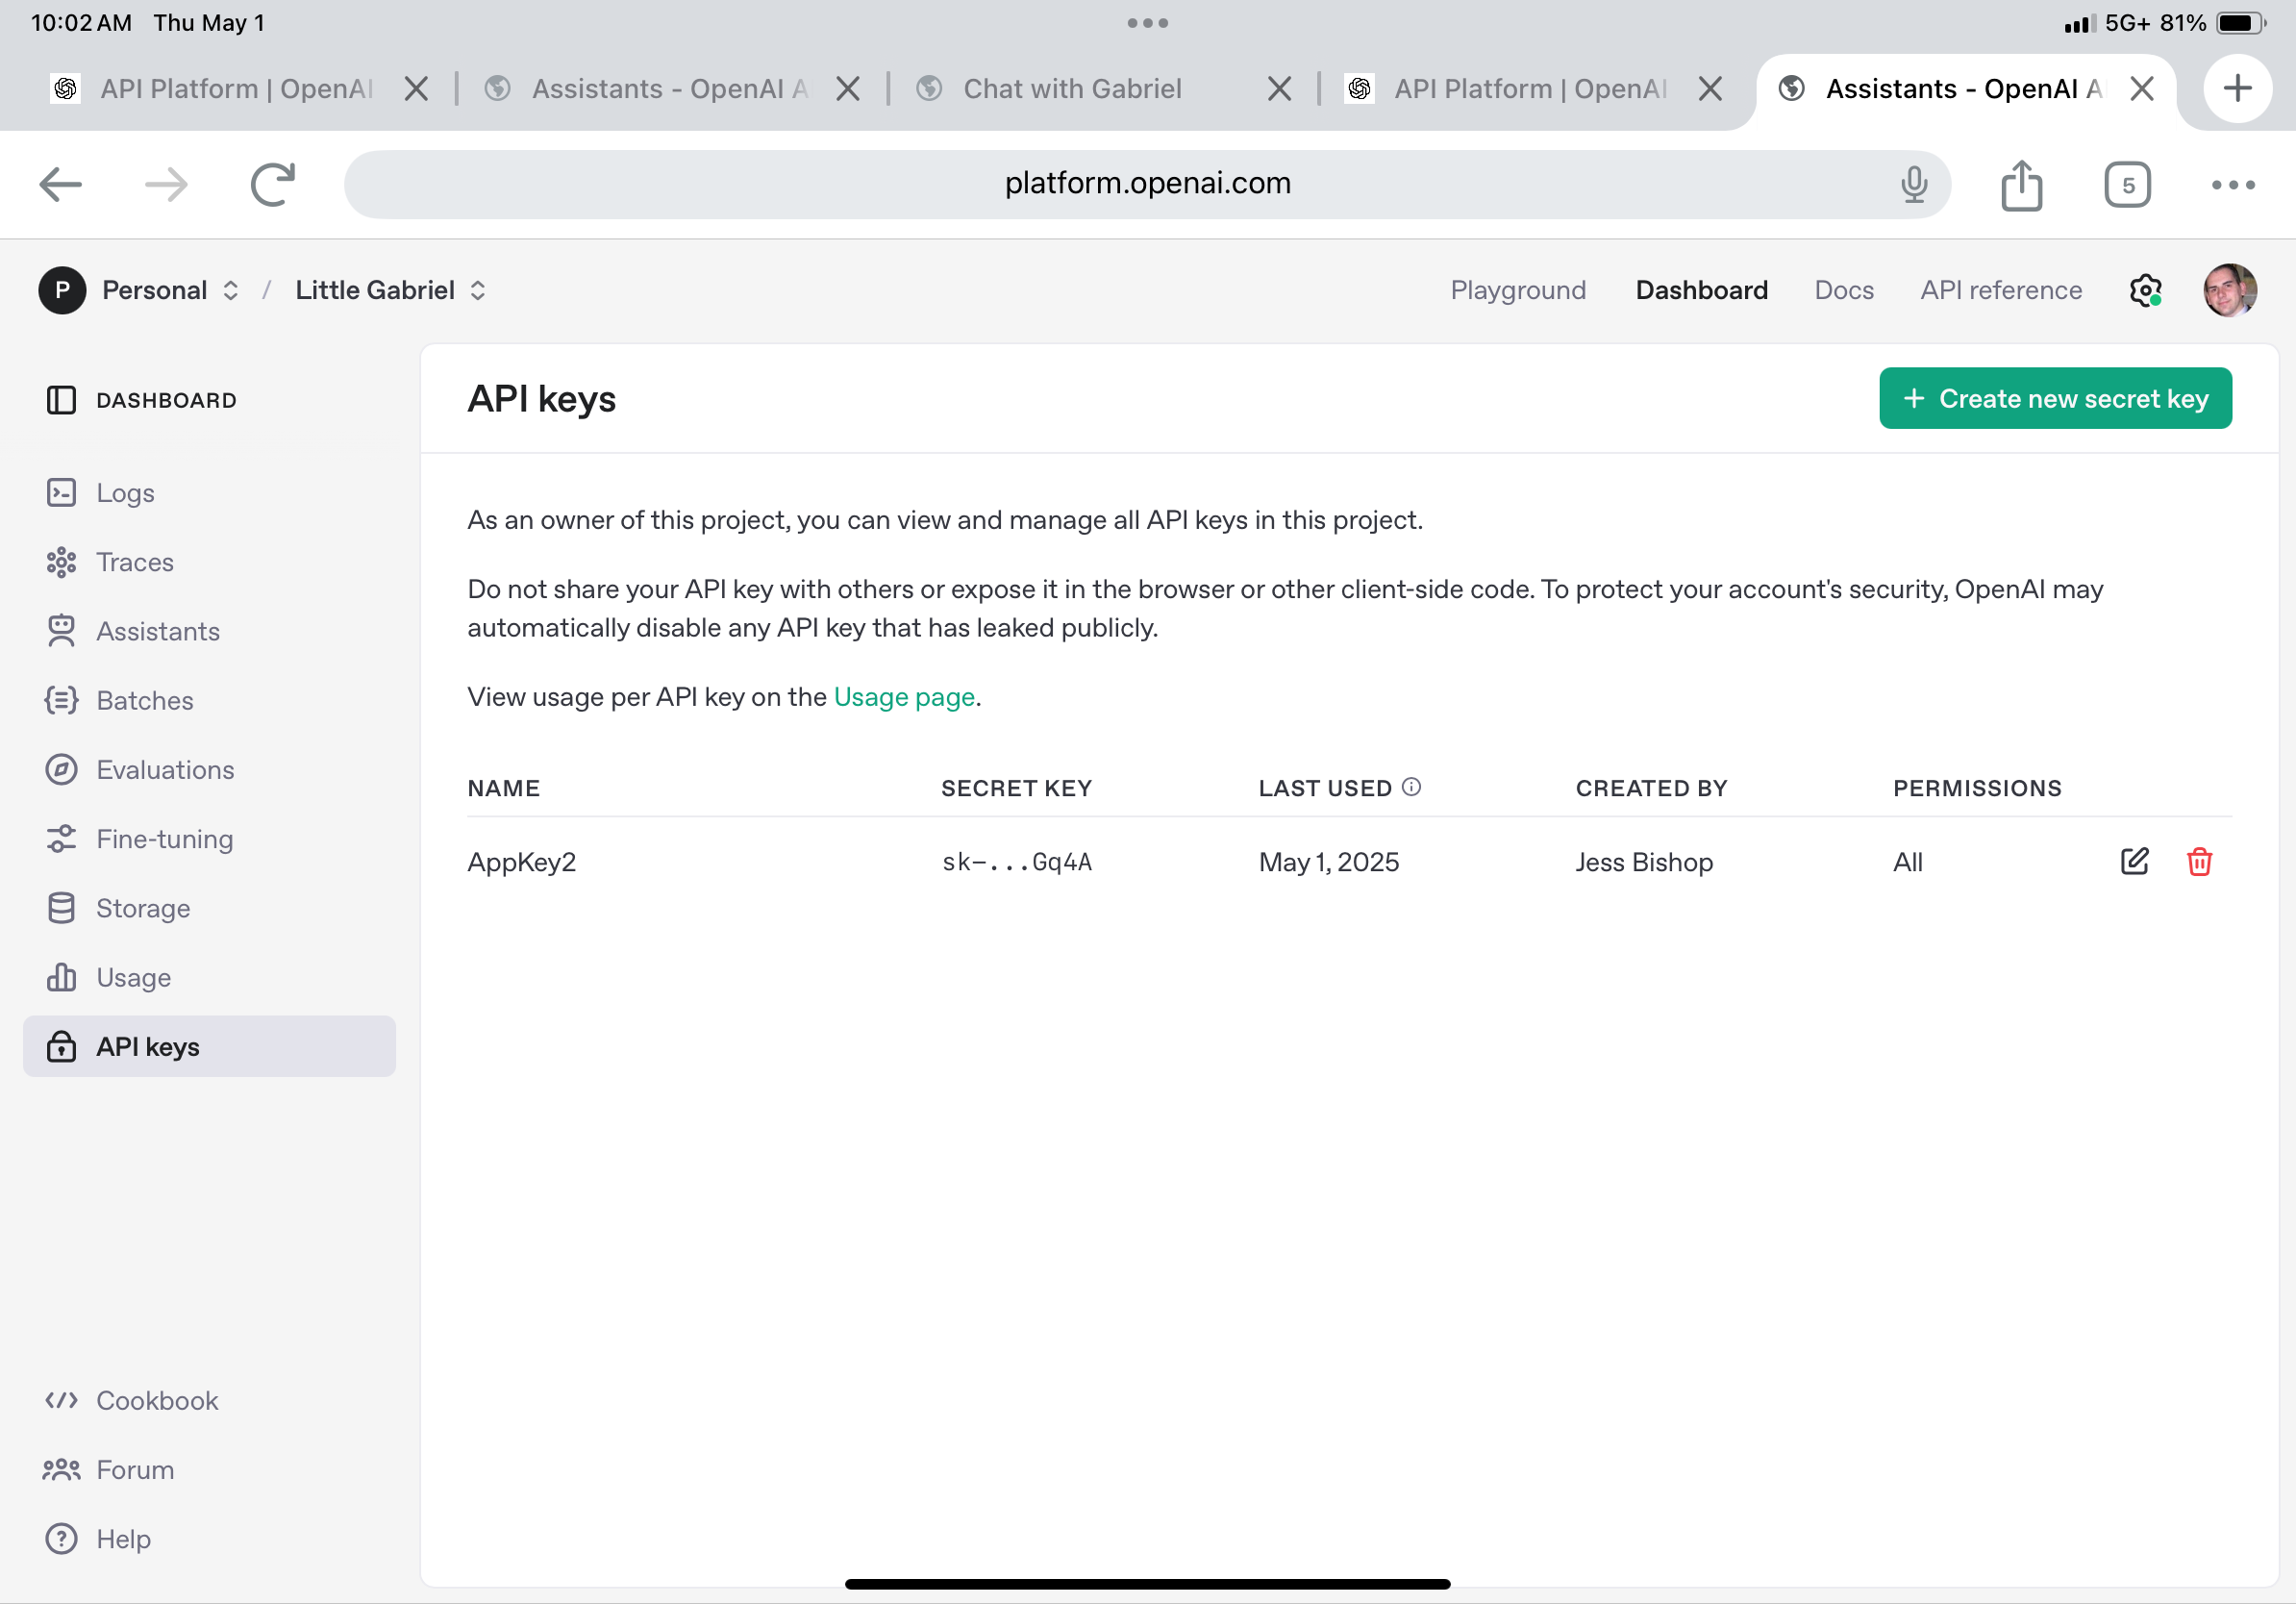 10:02 AM Thu May 1
5G+ 81%
API Platform | OpenAI
Assistants - OpenAI A
Chat with Gabriel
API Platform | OpenAI
Assistants - OpenAI A
platform.openai.com
5
P Personal / Little Gabriel
Playground Dashboard Docs API reference
DASHBOARD
Logs
Traces
Assistants
Batches
Evaluations
Fine-tuning
Storage
Usage
API keys
Cookbook
Forum
Help
API keys
+ Create new secret key
As an owner of this project, you can view and manage all API keys in this project.
Do not share your API key with others or expose it in the browser or other client-side code. To protect your account's security, OpenAI may
automatically disable any API key that has leaked publicly.
View usage per API key on the Usage page.
NAME SECRET KEY LAST USED CREATED BY PERMISSIONS
AppKey2 sk-...Gq4A May 1, 2025 Jess Bishop All